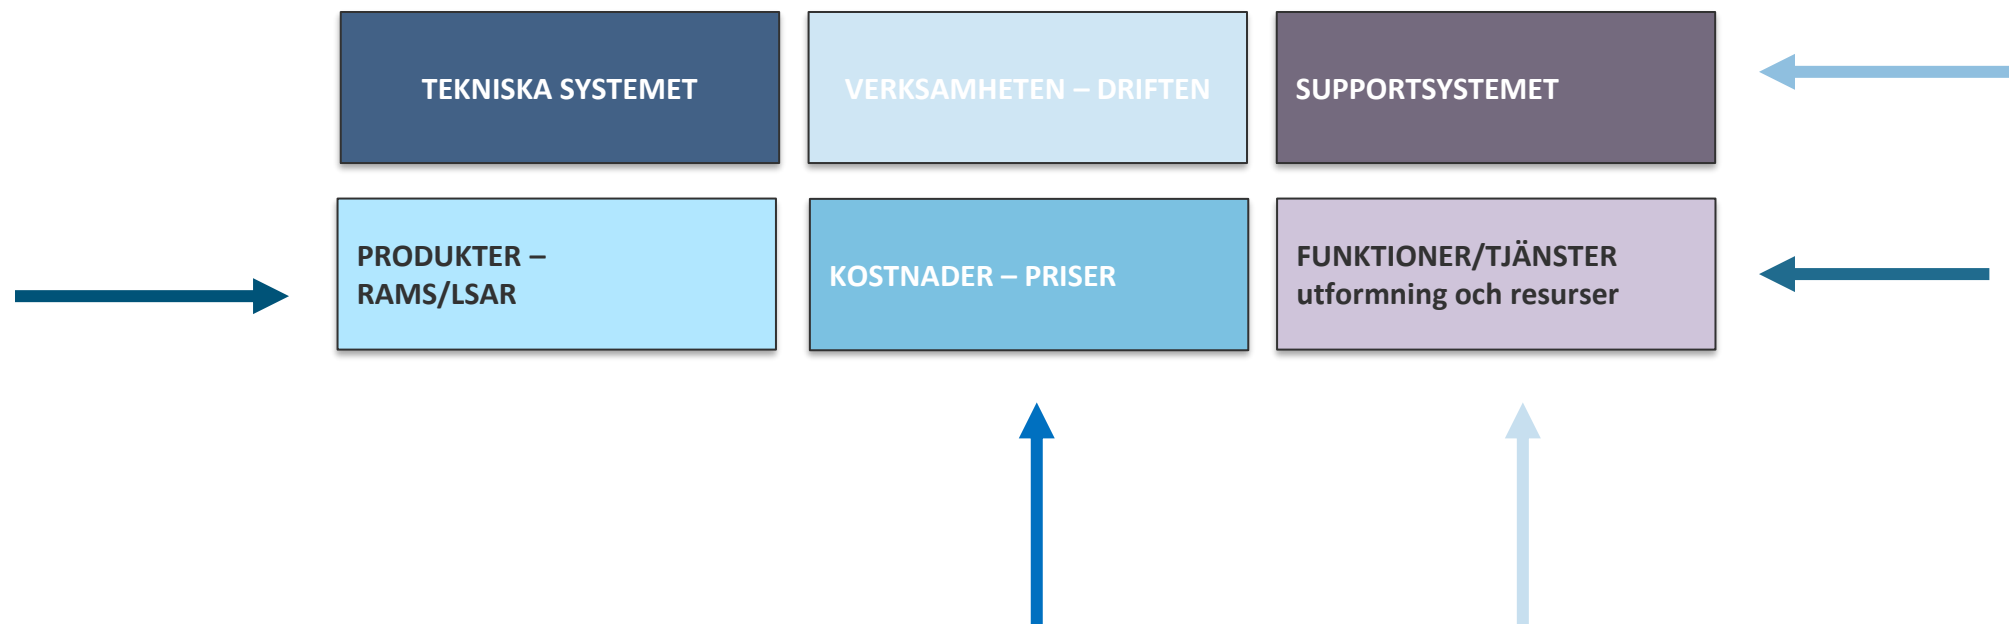 TEKNISKA SYSTEMET
VERKSAMHETEN – DRIFTEN
SUPPORTSYSTEMET
PRODUKTER –
RAMS/LSAR
KOSTNADER – PRISER
FUNKTIONER/TJÄNSTER
utformning och resurser